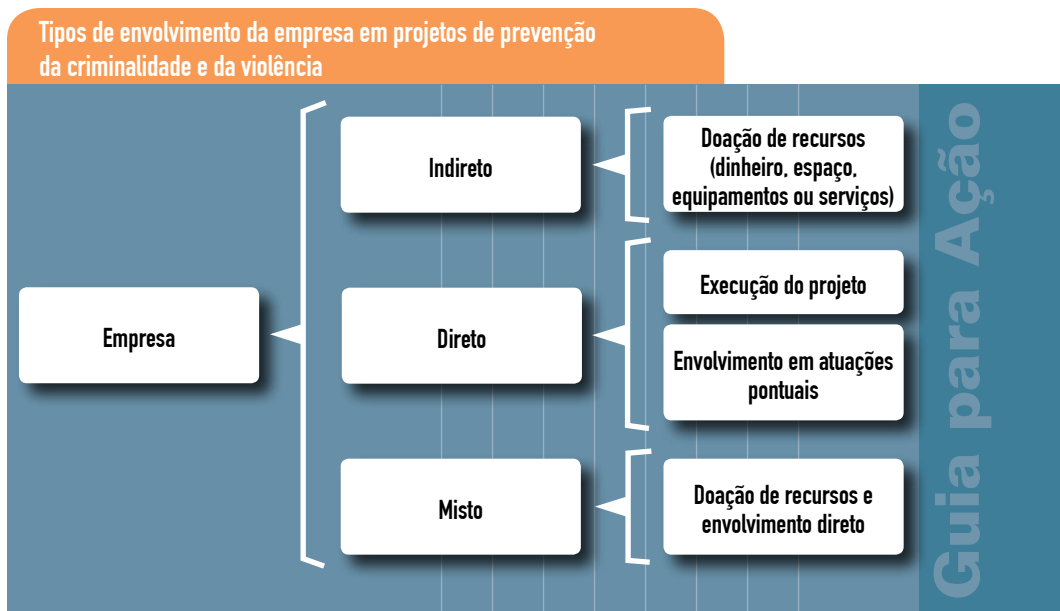 Tipos de envolvimento da empresa em projetos de prevenção
da criminalidade e da violência
Empresa
Indireto
Doação de recursos
(dinheiro, espaço,
equipamentos ou serviços)
Direto
Execução do projeto
Envolvimento em atuações
pontuais
Misto
Doação de recursos e
envolvimento direto
Guia para Ação